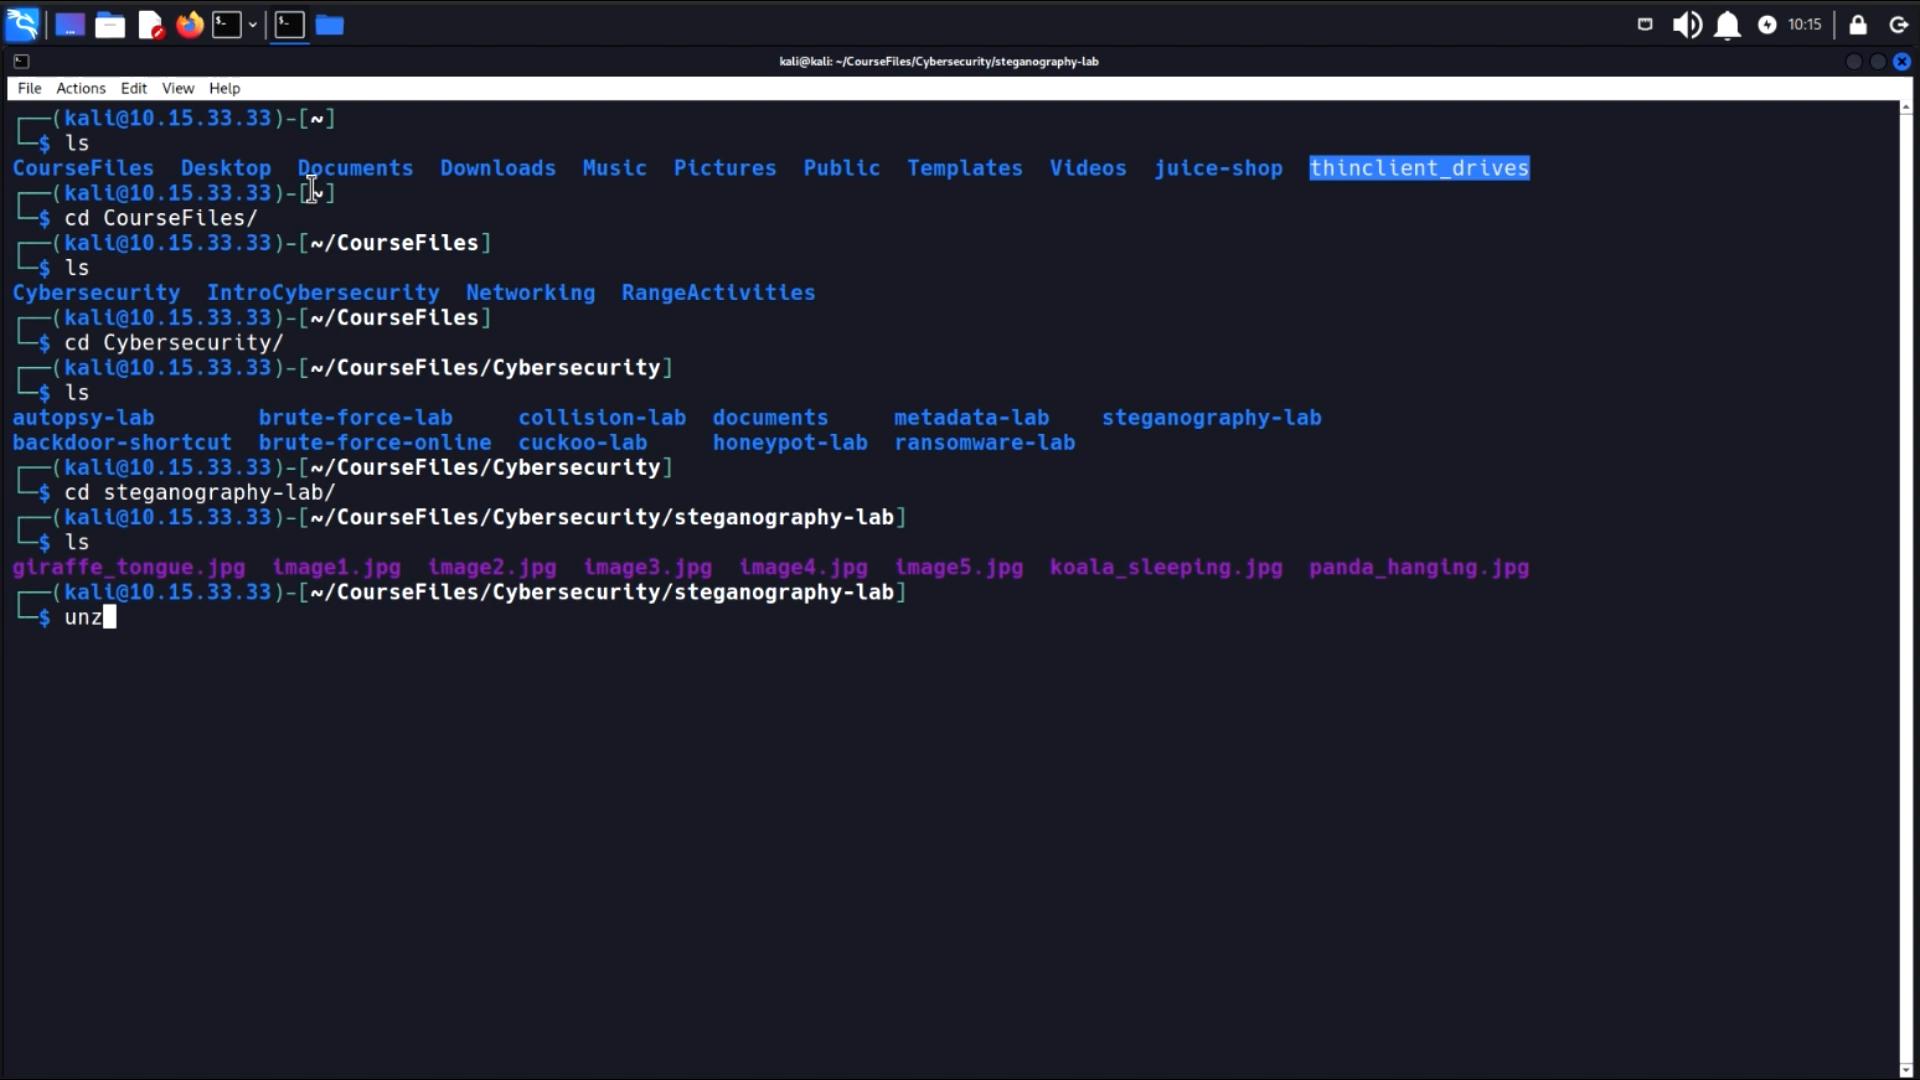 10:15
kali@kali: ~/CourseFiles/Cybersecurity/steganography-lab
File Actions Edit View Help
┌──(kali@10.15.33.33)-[~]
└─$ ls
CourseFiles Desktop Documents Downloads Music Pictures Public Templates Videos juice-shop thinclient_drives
┌──(kali@10.15.33.33)-[~]
└─$ cd CourseFiles/
┌──(kali@10.15.33.33)-[~/CourseFiles]
└─$ ls
Cybersecurity IntroCybersecurity Networking RangeActivities
┌──(kali@10.15.33.33)-[~/CourseFiles]
└─$ cd Cybersecurity/
┌──(kali@10.15.33.33)-[~/CourseFiles/Cybersecurity]
└─$ ls
autopsy-lab brute-force-lab collision-lab documents metadata-lab steganography-lab
backdoor-shortcut brute-force-online cuckoo-lab honeypot-lab ransomware-lab
┌──(kali@10.15.33.33)-[~/CourseFiles/Cybersecurity]
└─$ cd steganography-lab/
┌──(kali@10.15.33.33)-[~/CourseFiles/Cybersecurity/steganography-lab]
└─$ ls
giraffe_tongue.jpg image1.jpg image2.jpg image3.jpg image4.jpg image5.jpg koala_sleeping.jpg panda_hanging.jpg
┌──(kali@10.15.33.33)-[~/CourseFiles/Cybersecurity/steganography-lab]
└─$ unz